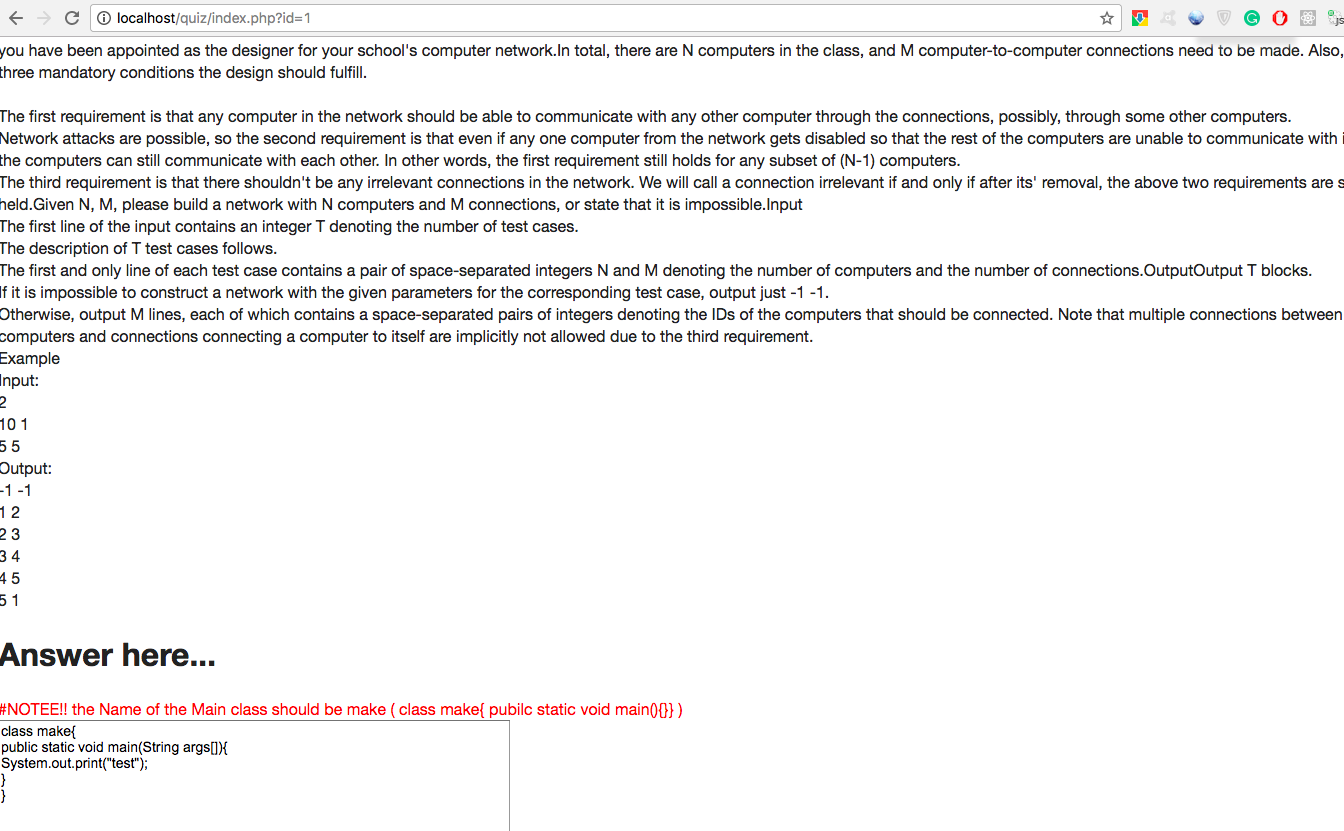 localhost/quiz/index.php?id=1
you have been appointed as the designer for your school's computer network.In total, there are N computers in the class, and M computer-to-computer connections need to be made. Also,
three mandatory conditions the design should fulfill.
The first requirement is that any computer in the network should be able to communicate with any other computer through the connections, possibly, through some other computers.
Network attacks are possible, so the second requirement is that even if any one computer from the network gets disabled so that the rest of the computers are unable to communicate with
the computers can still communicate with each other. In other words, the first requirement still holds for any subset of (N-1) computers.
The third requirement is that there shouldn't be any irrelevant connections in the network. We will call a connection irrelevant if and only if after its' removal, the above two requirements are s
held.Given N, M, please build a network with N computers and M connections, or state that it is impossible.Input
The first line of the input contains an integer T denoting the number of test cases.
The description of T test cases follows.
The first and only line of each test case contains a pair of space-separated integers N and M denoting the number of computers and the number of connections.OutputOutput T blocks.
If it is impossible to construct a network with the given parameters for the corresponding test case, output just -1 -1.
Otherwise, output M lines, each of which contains a space-separated pairs of integers denoting the IDs of the computers that should be connected. Note that multiple connections between
computers and connections connecting a computer to itself are implicitly not allowed due to the third requirement.
Example
Input:
2
10 1
5 5
Output:
-1 -1
1 2
2 3
3 4
4 5
5 1
Answer here...
#NOTEE!! the Name of the Main class should be make ( class make{ pubilc static void main(){}} )
class make{
public static void main(String args[]){
System.out.print("test");
}
}